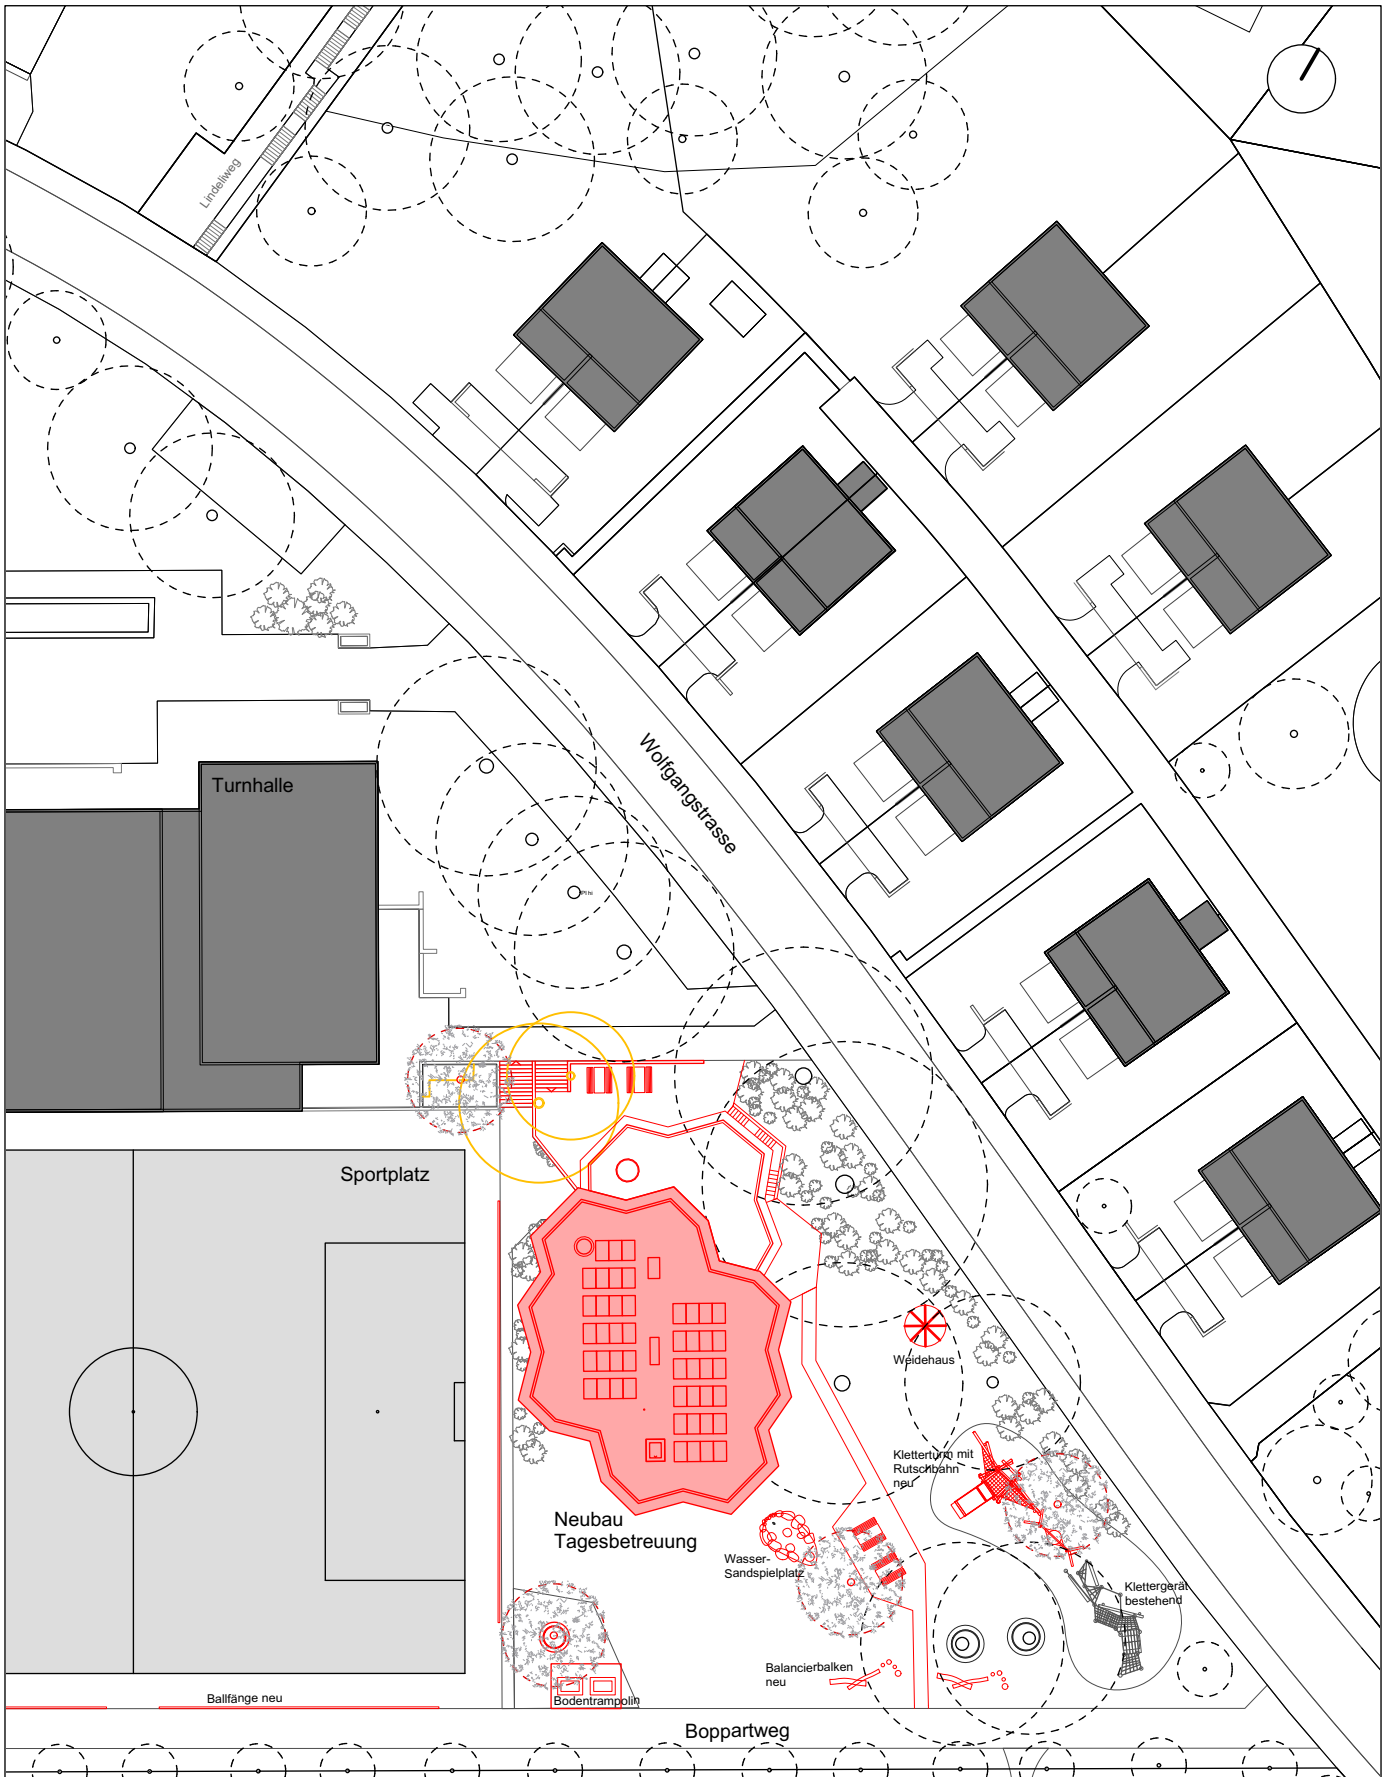 Lindeliweg
Wolfgangstrasse
Turnhalle
Sportplatz
Weidehaus
Kletterturm mit
Rutschbahn
neu
Neubau
Tagesbetreuung
Wasser-
Sandspielplatz
Klettergerät
bestehend
Balancierbalken
neu
Ballfänge neu
Bodentrampolin
Boppartweg